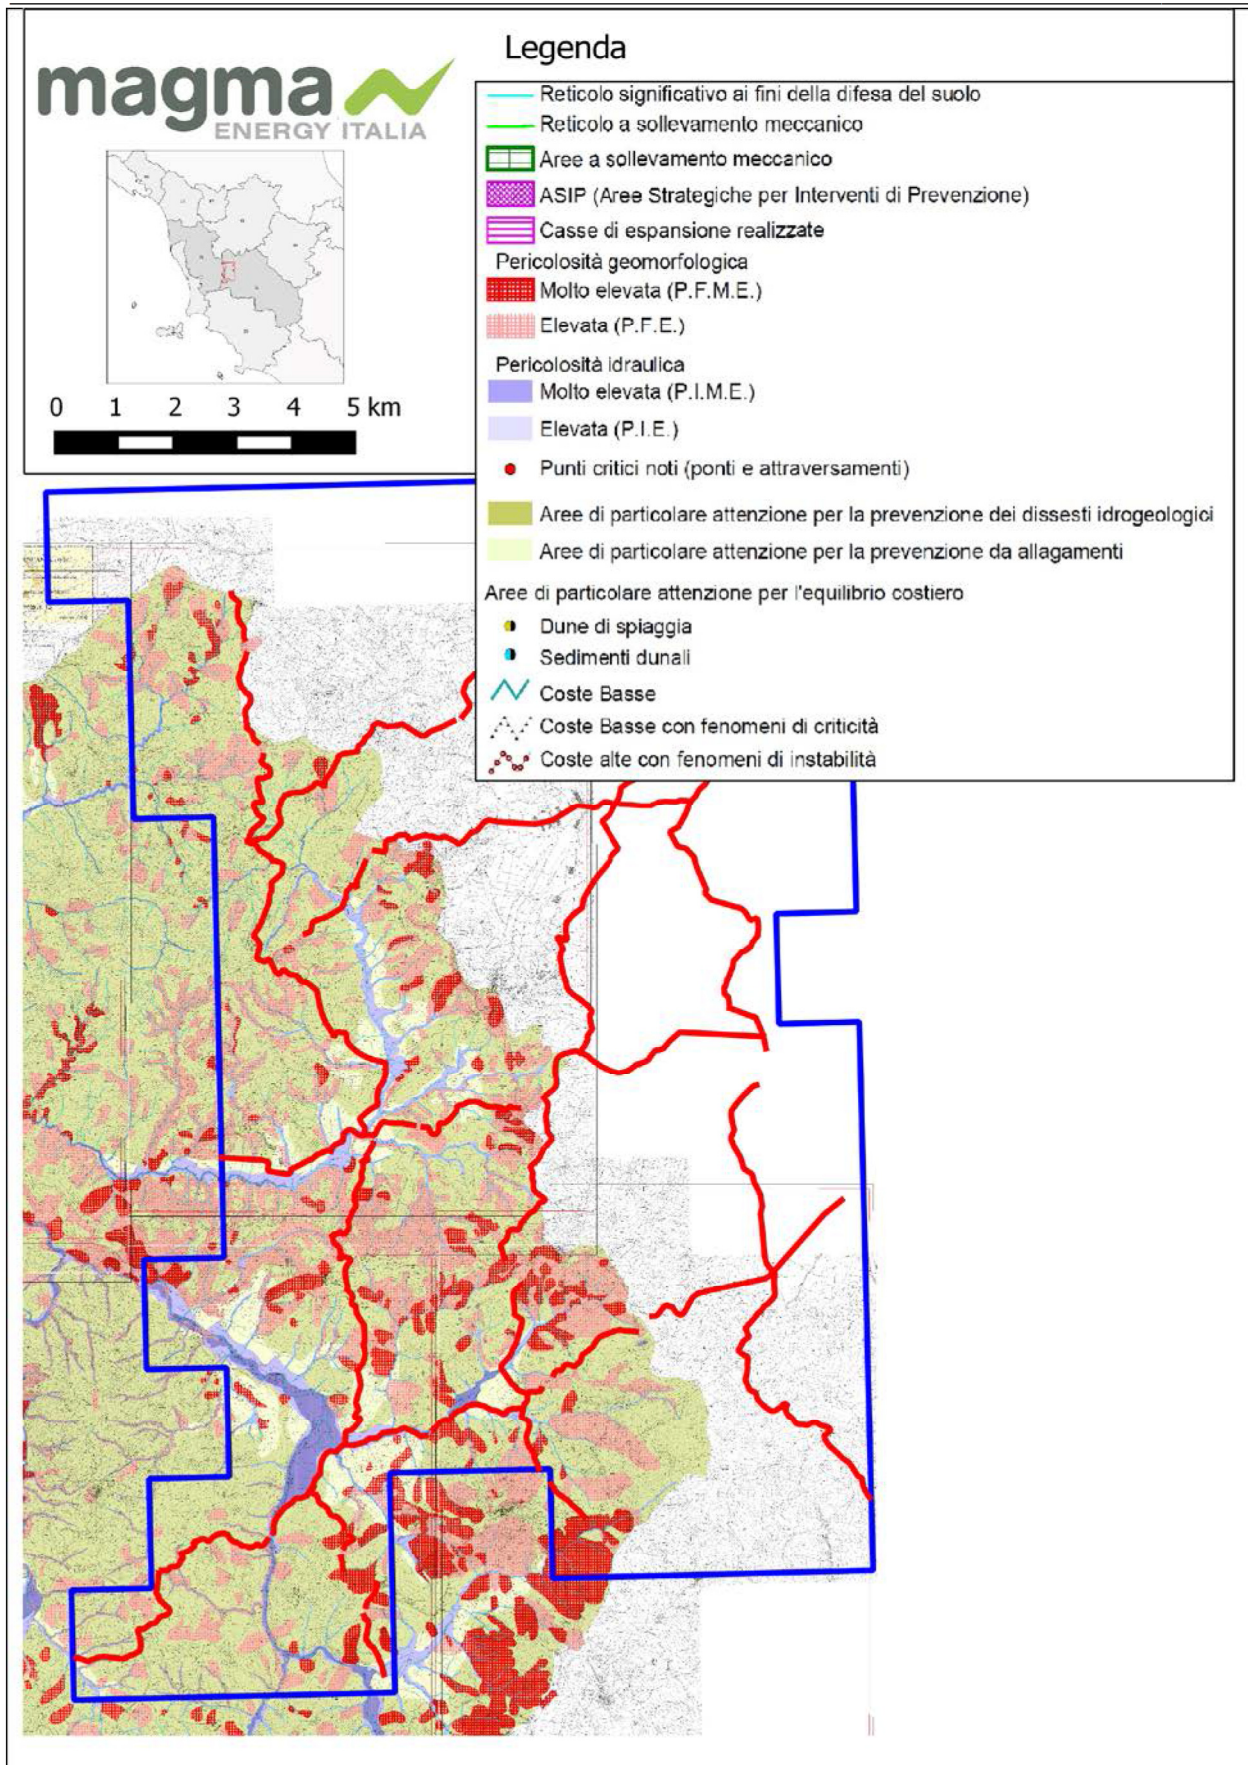 magma
ENERGY ITALIA
0 1 2 3 4 5 km
Legenda
Reticolo significativo ai fini della difesa del suolo
Reticolo a sollevamento meccanico
Aree a sollevamento meccanico
ASIP (Aree Strategiche per Interventi di Prevenzione)
Casse di espansione realizzate
Pericolosità geomorfologica
Molto elevata (P.F.M.E.)
Elevata (P.F.E.)
Pericolosità idraulica
Molto elevata (P.I.M.E.)
Elevata (P.I.E.)
Punti critici noti (ponti e attraversamenti)
Aree di particolare attenzione per la prevenzione dei dissesti idrogeologici
Aree di particolare attenzione per la prevenzione da allagamenti
Aree di particolare attenzione per l'equilibrio costiero
Dune di spiaggia
Sedimenti dunali
Coste Basse
Coste Basse con fenomeni di criticità
Coste alte con fenomeni di instabilità